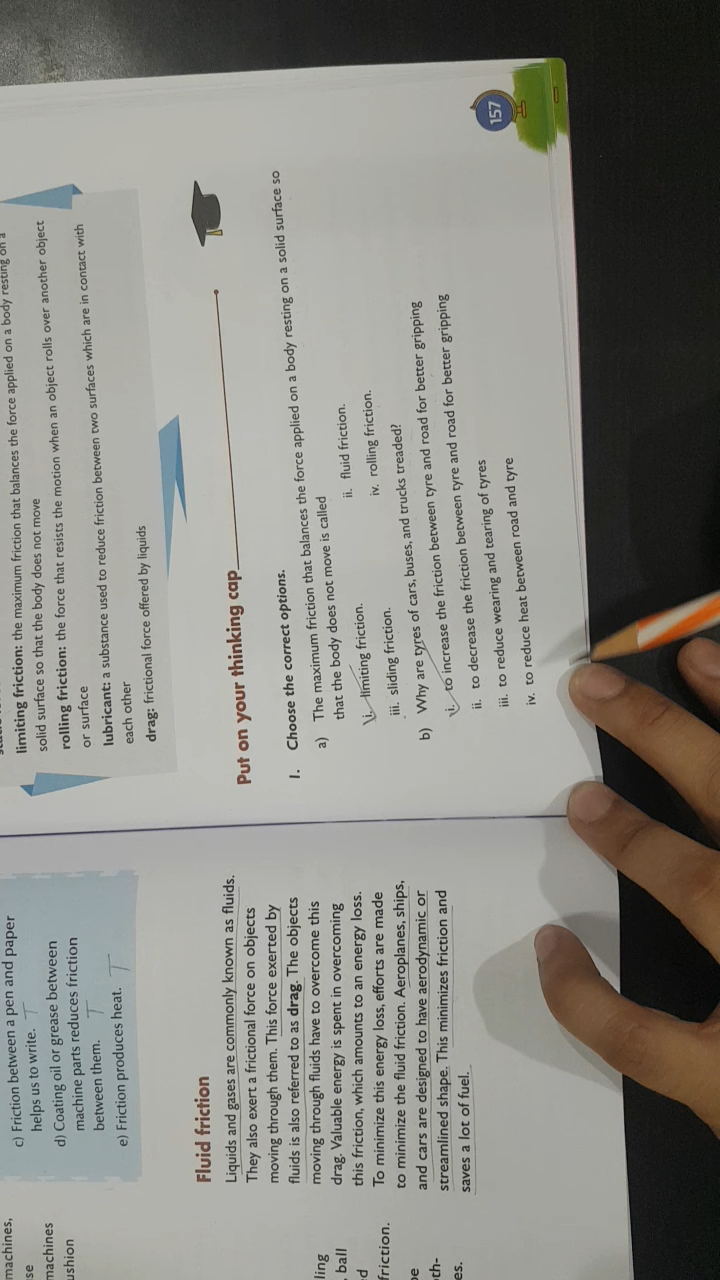 machines,
se
machines
ushion
ling
, ball
d
friction.
be
th-
es.
c) Friction between a pen and paper
helps us to write. T
d) Coating oil or grease between
machine parts reduces friction
between them. T
e) Friction produces heat. T
Fluid friction
Liquids and gases are commonly known as fluids.
They also exert a frictional force on objects
moving through them. This force exerted by
fluids is also referred to as drag. The objects
moving through fluids have to overcome this
drag. Valuable energy is spent in overcoming
this friction, which amounts to an energy loss.
To minimize this energy loss, efforts are made
to minimize the fluid friction. Aeroplanes, ships,
and cars are designed to have aerodynamic or
streamlined shape. This minimizes friction and
saves a lot of fuel.
limiting friction: the maximum friction that balances the force applied on a body resting on a
solid surface so that the body does not move
rolling friction: the force that resists the motion when an object rolls over another object
or surface
lubricant: a substance used to reduce friction between two surfaces which are in contact with
each other
drag: frictional force offered by liquids
Put on your thinking cap
I. Choose the correct options.
a) The maximum friction that balances the force applied on a body resting on a solid surface so
that the body does not move is called
i. limiting friction. ii. fluid friction.
iii. sliding friction. iv. rolling friction.
b) Why are tyres of cars, buses, and trucks treaded?
i. to increase the friction between tyre and road for better gripping
ii. to decrease the friction between tyre and road for better gripping
iii. to reduce wearing and tearing of tyres
iv. to reduce heat between road and tyre
157